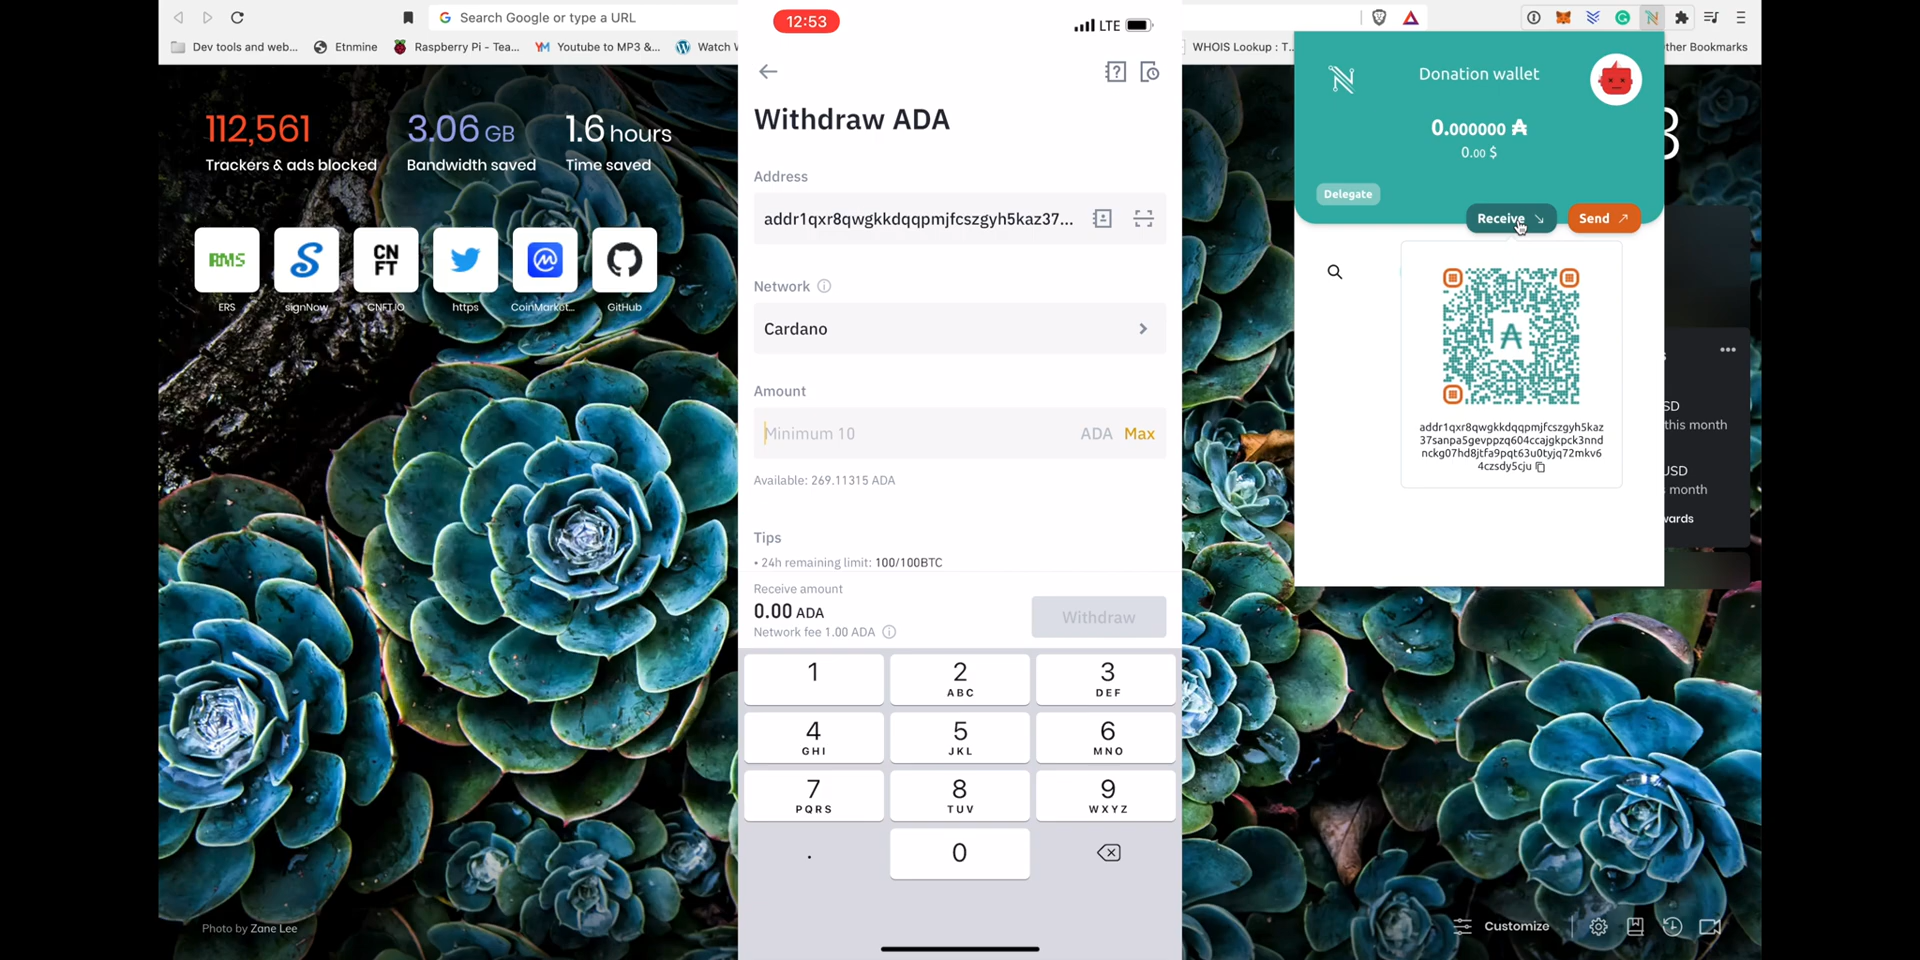 Search Google or type a URL
Dev tools and web...
Etnmine
Raspberry Pi - Tea...
Youtube to MP3 &...
Watch
WHOIS Lookup : T...
ther Bookmarks
112,561
Trackers & ads blocked
3.06 GB
Bandwidth saved
1.6 hours
Time saved
RMS
CNFT
ERS
signNow
CNFT.IO
https
CoinMarket...
GitHub
Photo by Zane Lee
12:53
LTE
Withdraw ADA
Address
addr1qxr8qwgkkdqqpmjfcszgyh5kaz37...
Network
Cardano
Amount
Minimum 10
ADA
Max
Available: 269.11315 ADA
Tips
• 24h remaining limit: 100/100BTC
Receive amount
0.00 ADA
Network fee 1.00 ADA
Withdraw
1
2
ABC
3
DEF
4
GHI
5
JKL
6
MNO
7
PQRS
8
TUV
9
WXYZ
.
0
Donation wallet
0.000000 ₳
0.00 $
Delegate
Receive
Send
addr1qxr8qwgkkdqqpmjfcszgyh5kaz
37sanpa5gevppzq604ccajgkpck3nnd
nckg07hd8jtfa9pqt63u0tyjq72mkv6
4czsdy5cju
SD
this month
USD
month
wards
Customize